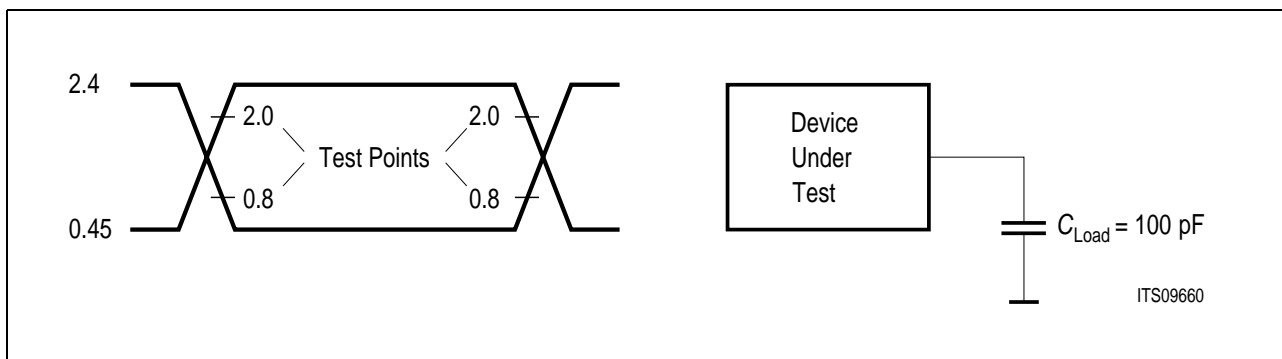 2.4
2.0
2.0
Test Points
0.8
0.8
0.45
Device
Under
Test
C Load = 100 pF
ITS09660